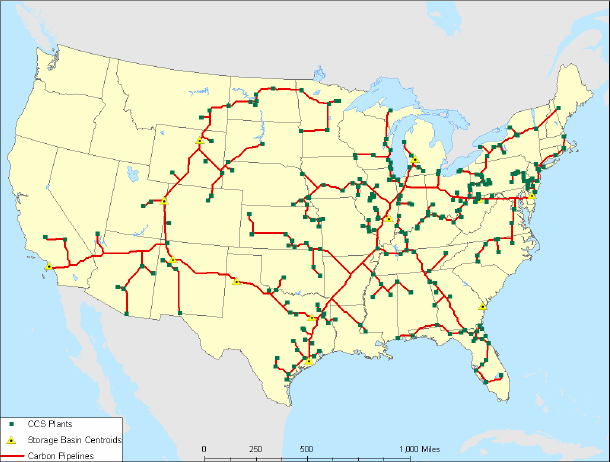 CCS Plants
Storage Basin Centroids
Carbon Pipelines
0 250 500 1,000 Miles